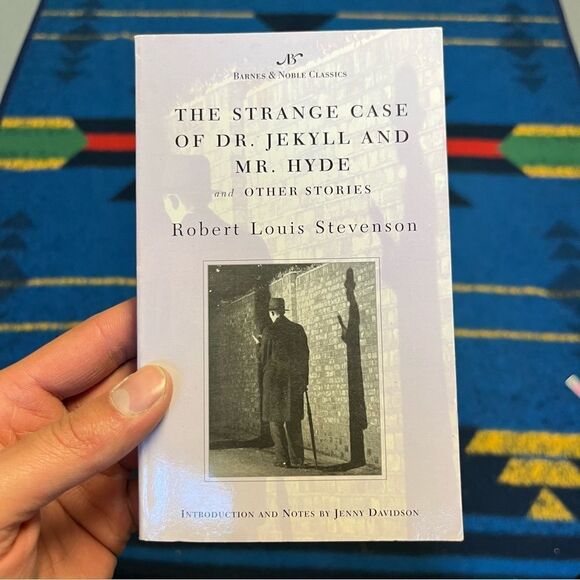 B&N
BARNES & NOBLE CLASSICS
THE STRANGE CASE
OF DR. JEKYLL AND
MR. HYDE
and OTHER STORIES
Robert Louis Stevenson
INTRODUCTION AND NOTES BY JENNY DAVIDSON